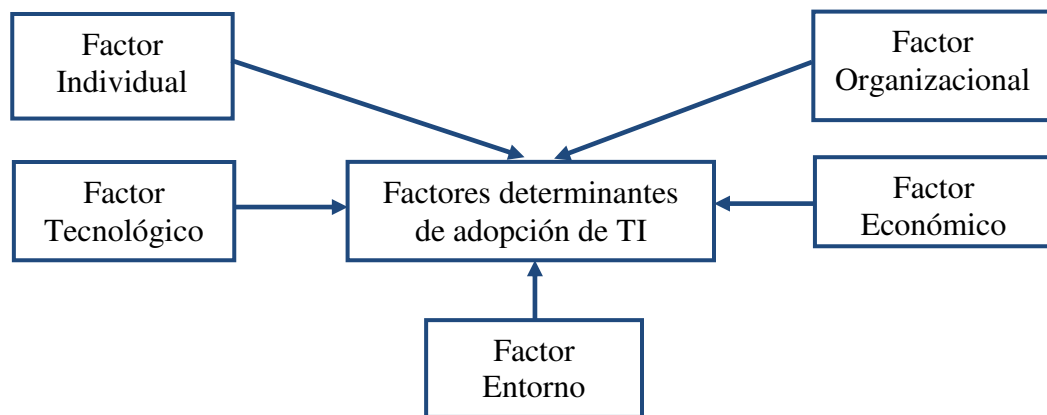 Factor
Individual
Factor
Organizacional
Factor
Tecnológico
Factores determinantes
de adopción de TI
Factor
Económico
Factor
Entorno